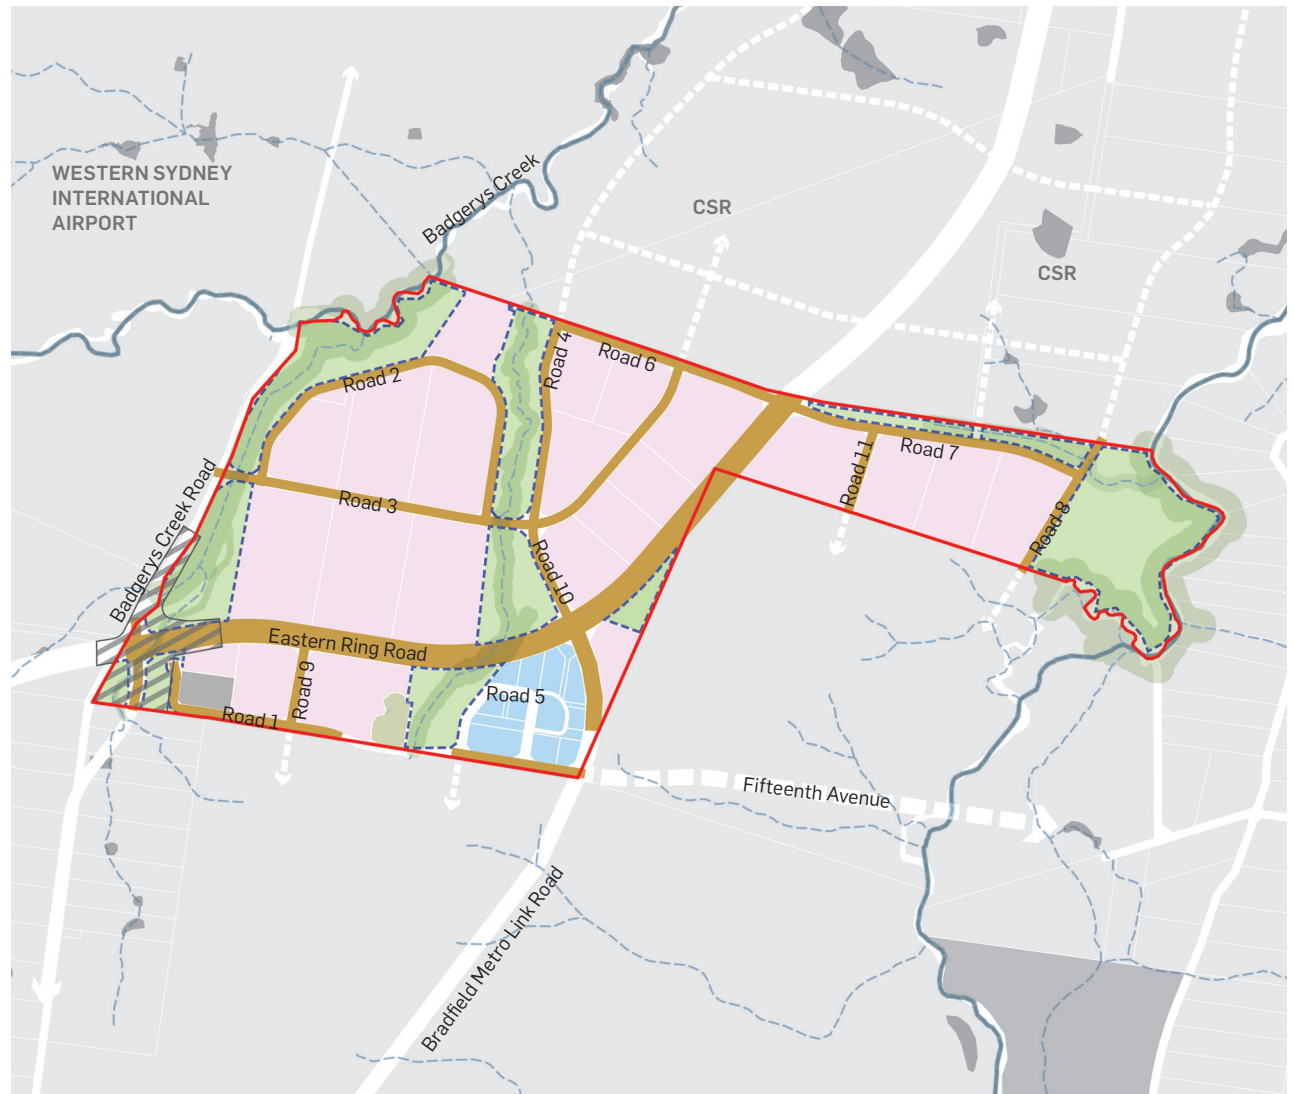 WESTERN SYDNEY
INTERNATIONAL
AIRPORT
Badgerys Creek
CSR
CSR
Road 2
Road 4
Road 6
Road 7
Road 11
Road 3
Road 8
Badgerys Creek Road
Road 10
Eastern Ring Road
Road 9
Road 5
Road 1
Fifteenth Avenue
Bradfield Metro Link Road